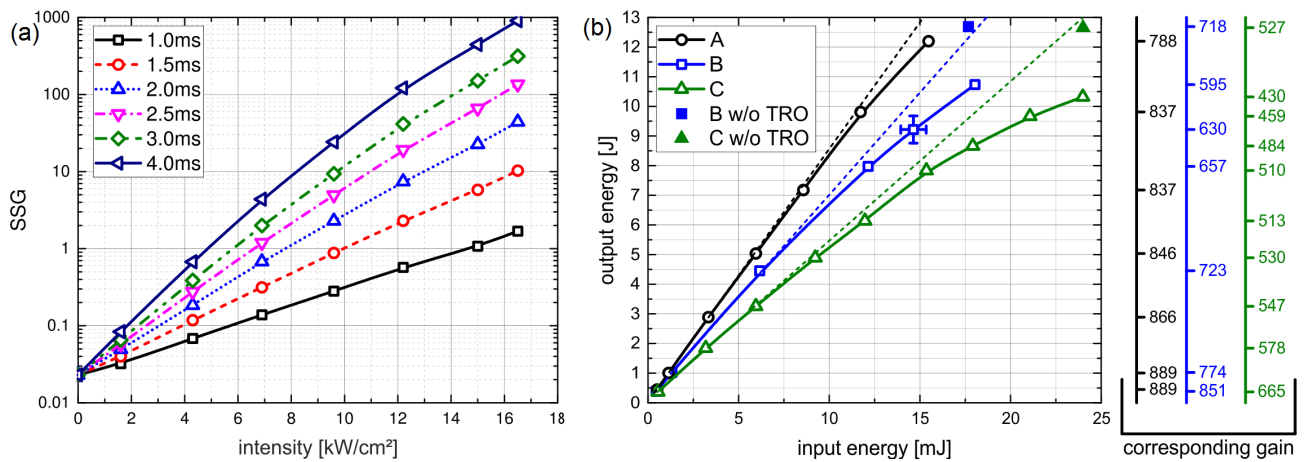 (a)
SSG
1000
100
10
1
0.1
0.01
1.0ms
1.5ms
2.0ms
2.5ms
3.0ms
4.0ms
0 2 4 6 8 10 12 14 16 18
intensity [kW/cm²]
(b)
output energy [J]
13
12
11
10
9
8
7
6
5
4
3
2
1
0
A
B
C
B w/o TRO
C w/o TRO
0 5 10 15 20 25
input energy [mJ]
788
837
837
846
866
889
889
718
595
630
657
723
774
851
527
430
459
484
510
513
530
547
578
665
corresponding gain